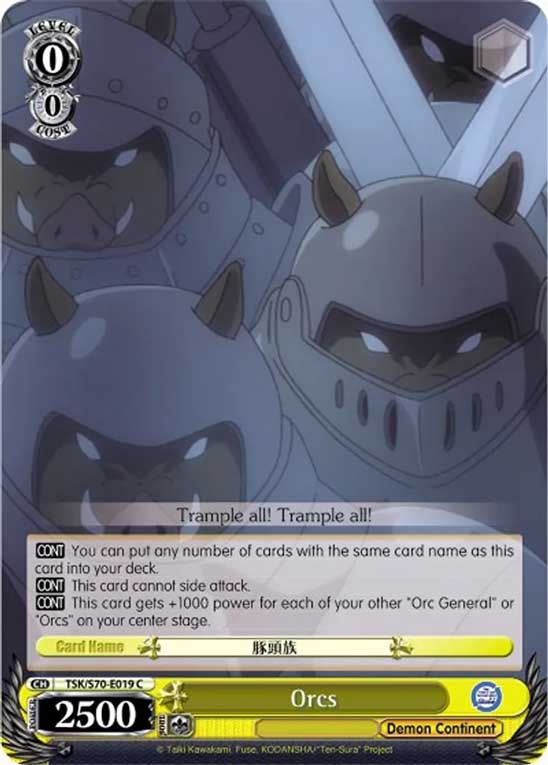 LEVEL
0
0
COST
Trample all! Trample all!
CONT You can put any number of cards with the same card name as this
card into your deck.
CONT This card cannot side attack.
CONT This card gets +1000 power for each of your other "Orc General" or
"Orcs" on your center stage.
Card Name 豚頭族
CH TSK/S70-E019 C
Orcs
POWER 2500 SOUL
Demon Continent
© Taiki Kawakami, Fuse, KODANSHA/"Ten-Sura" Project